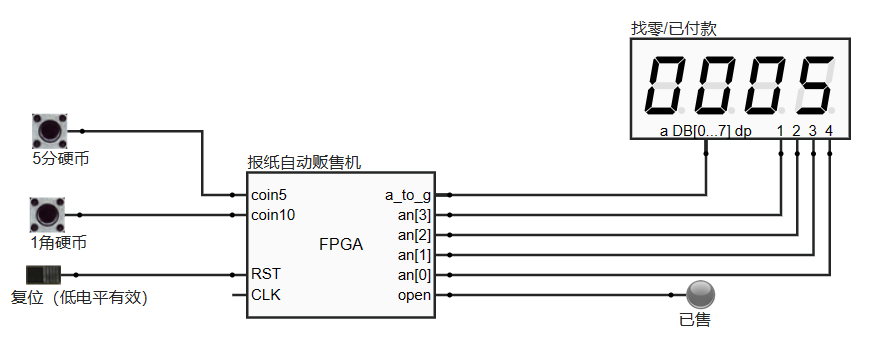 找零/已付款
0005
a DB[0...7] dp 1 2 3 4
5分硬币
报纸自动贩售机
coin5 a_to_g
coin10 an[3]
1角硬币
an[2]
FPGA
an[1]
RST an[0]
CLK open
复位（低电平有效）
已售